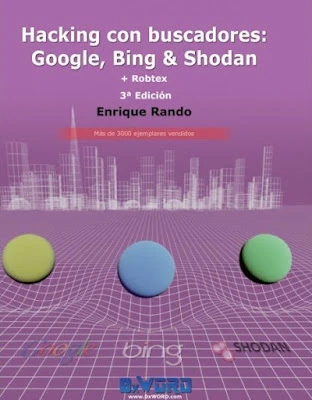 Hacking con buscadores:
Google, Bing & Shodan
+ Robtex
3ª Edición
Enrique Rando
Más de 3000 ejemplares vendidos
Google
bing
SHODAN
0xWORD
www.0xWORD.com